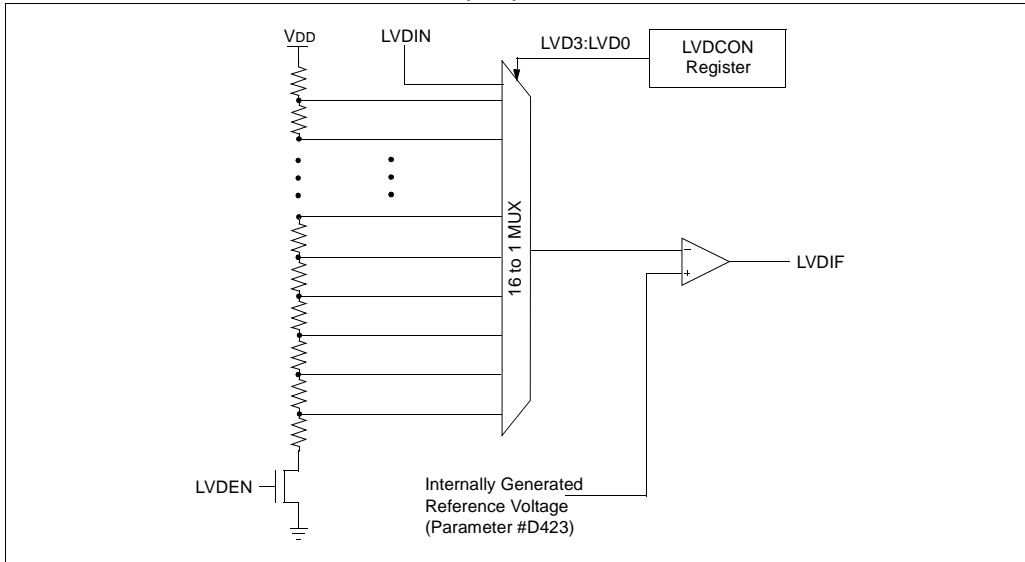 VDD
LVDIN
LVD3:LVD0
LVDCON
Register
16 to 1 MUX
–
+
LVDIF
LVDEN
Internally Generated
Reference Voltage
(Parameter #D423)